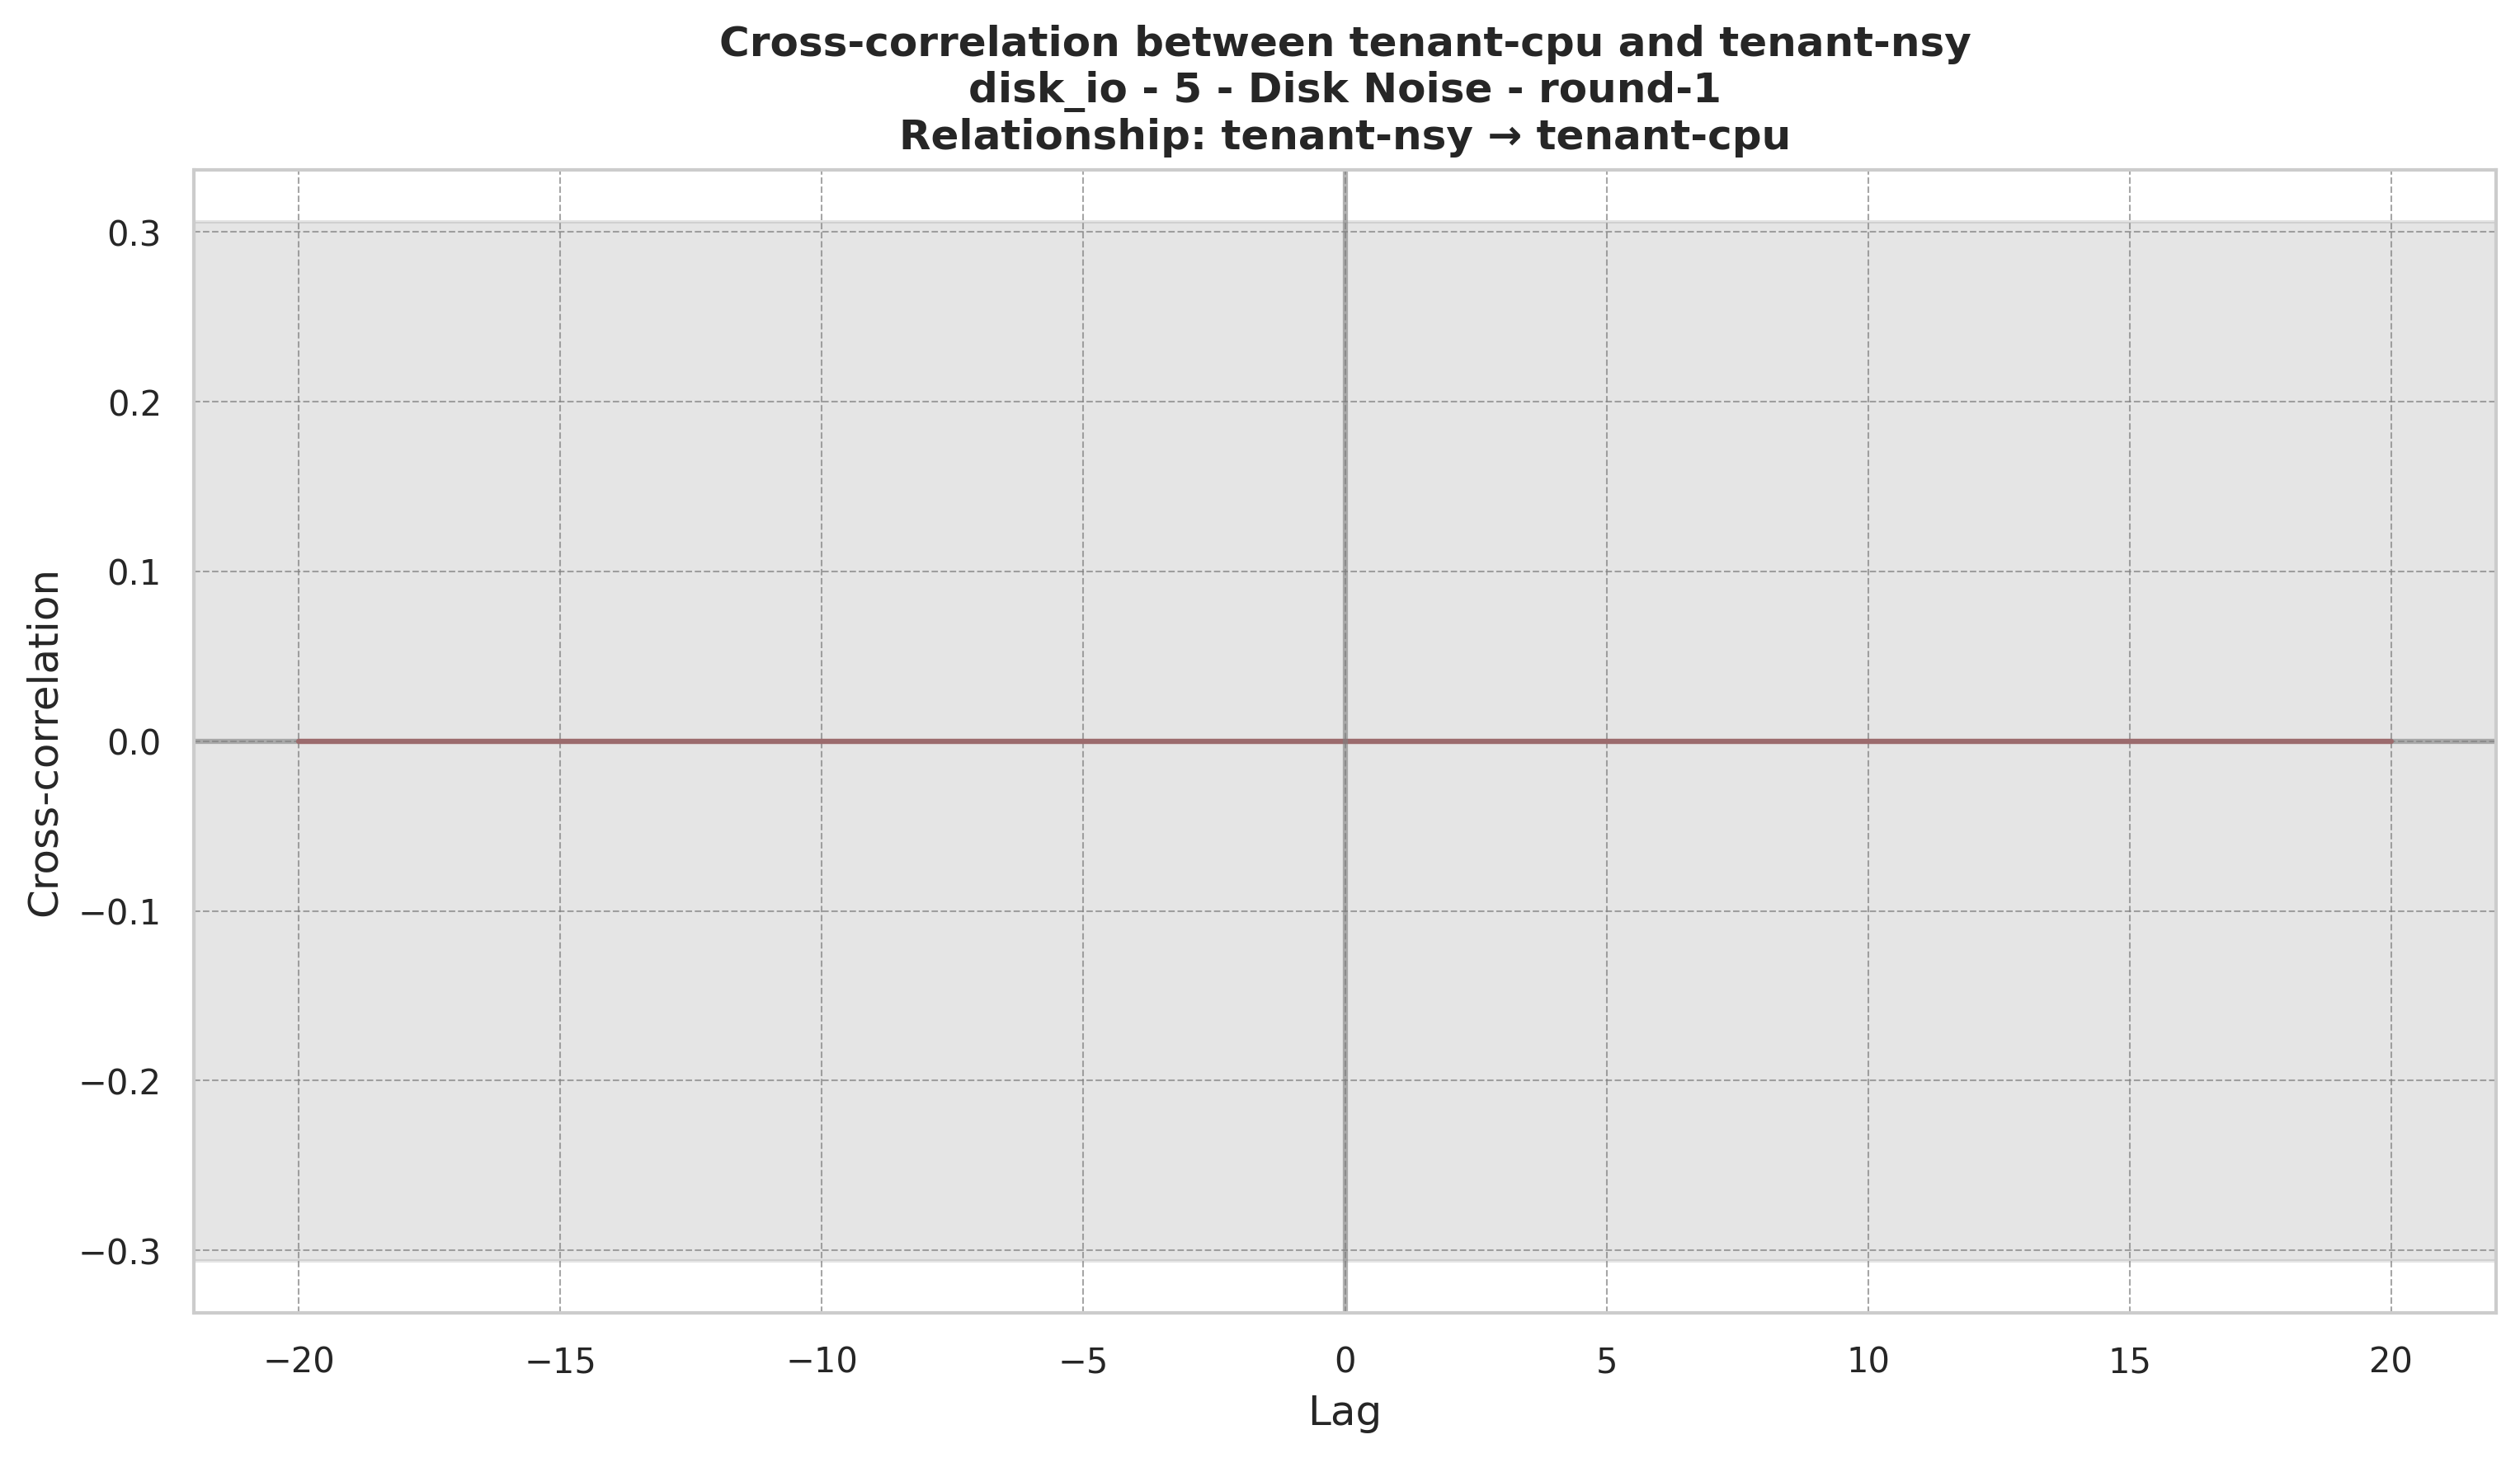 Cross-correlation between tenant-cpu and tenant-nsy
disk_io - 5 - Disk Noise - round-1
Relationship: tenant-nsy → tenant-cpu
Cross-correlation
0.3
0.2
0.1
0.0
−0.1
−0.2
−0.3
−20 −15 −10 −5 0 5 10 15 20
Lag